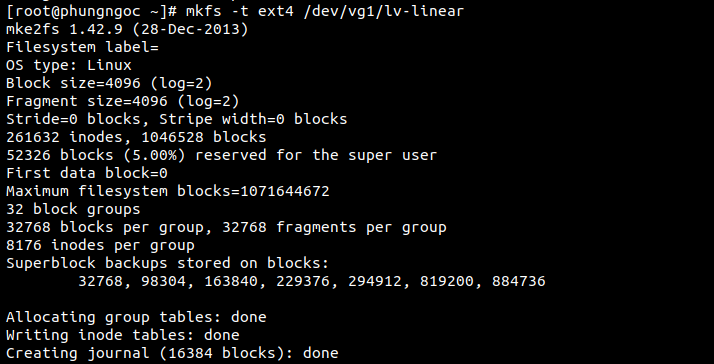 [root@phungngoc ~]# mkfs -t ext4 /dev/vg1/lv-linear
mke2fs 1.42.9 (28-Dec-2013)
Filesystem label=
OS type: Linux
Block size=4096 (log=2)
Fragment size=4096 (log=2)
Stride=0 blocks, Stripe width=0 blocks
261632 inodes, 1046528 blocks
52326 blocks (5.00%) reserved for the super user
First data block=0
Maximum filesystem blocks=1071644672
32 block groups
32768 blocks per group, 32768 fragments per group
8176 inodes per group
Superblock backups stored on blocks:
32768, 98304, 163840, 229376, 294912, 819200, 884736
Allocating group tables: done
Writing inode tables: done
Creating journal (16384 blocks): done